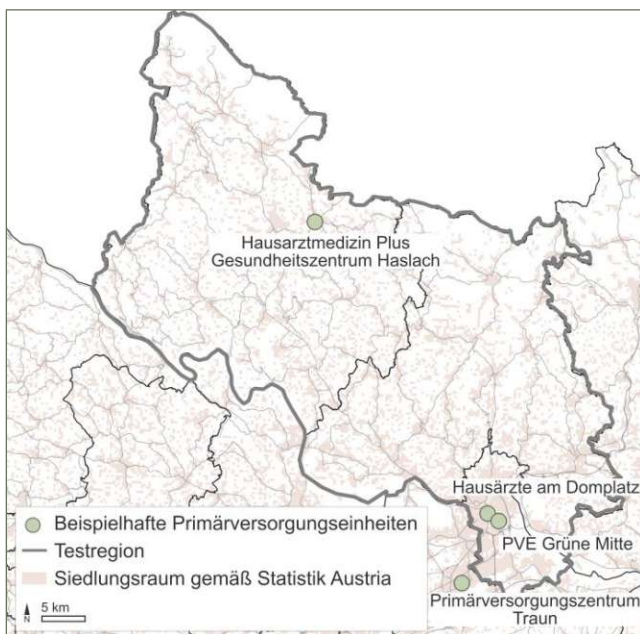 Hausarztmedizin Plus
Gesundheitszentrum Haslach
Hausärzte am Domplatz
PVE Grüne Mitte
Primärversorgungszentrum
Traun
Beispielhafte Primärversorgungseinheiten
Testregion
Siedlungsraum gemäß Statistik Austria
N
5 km